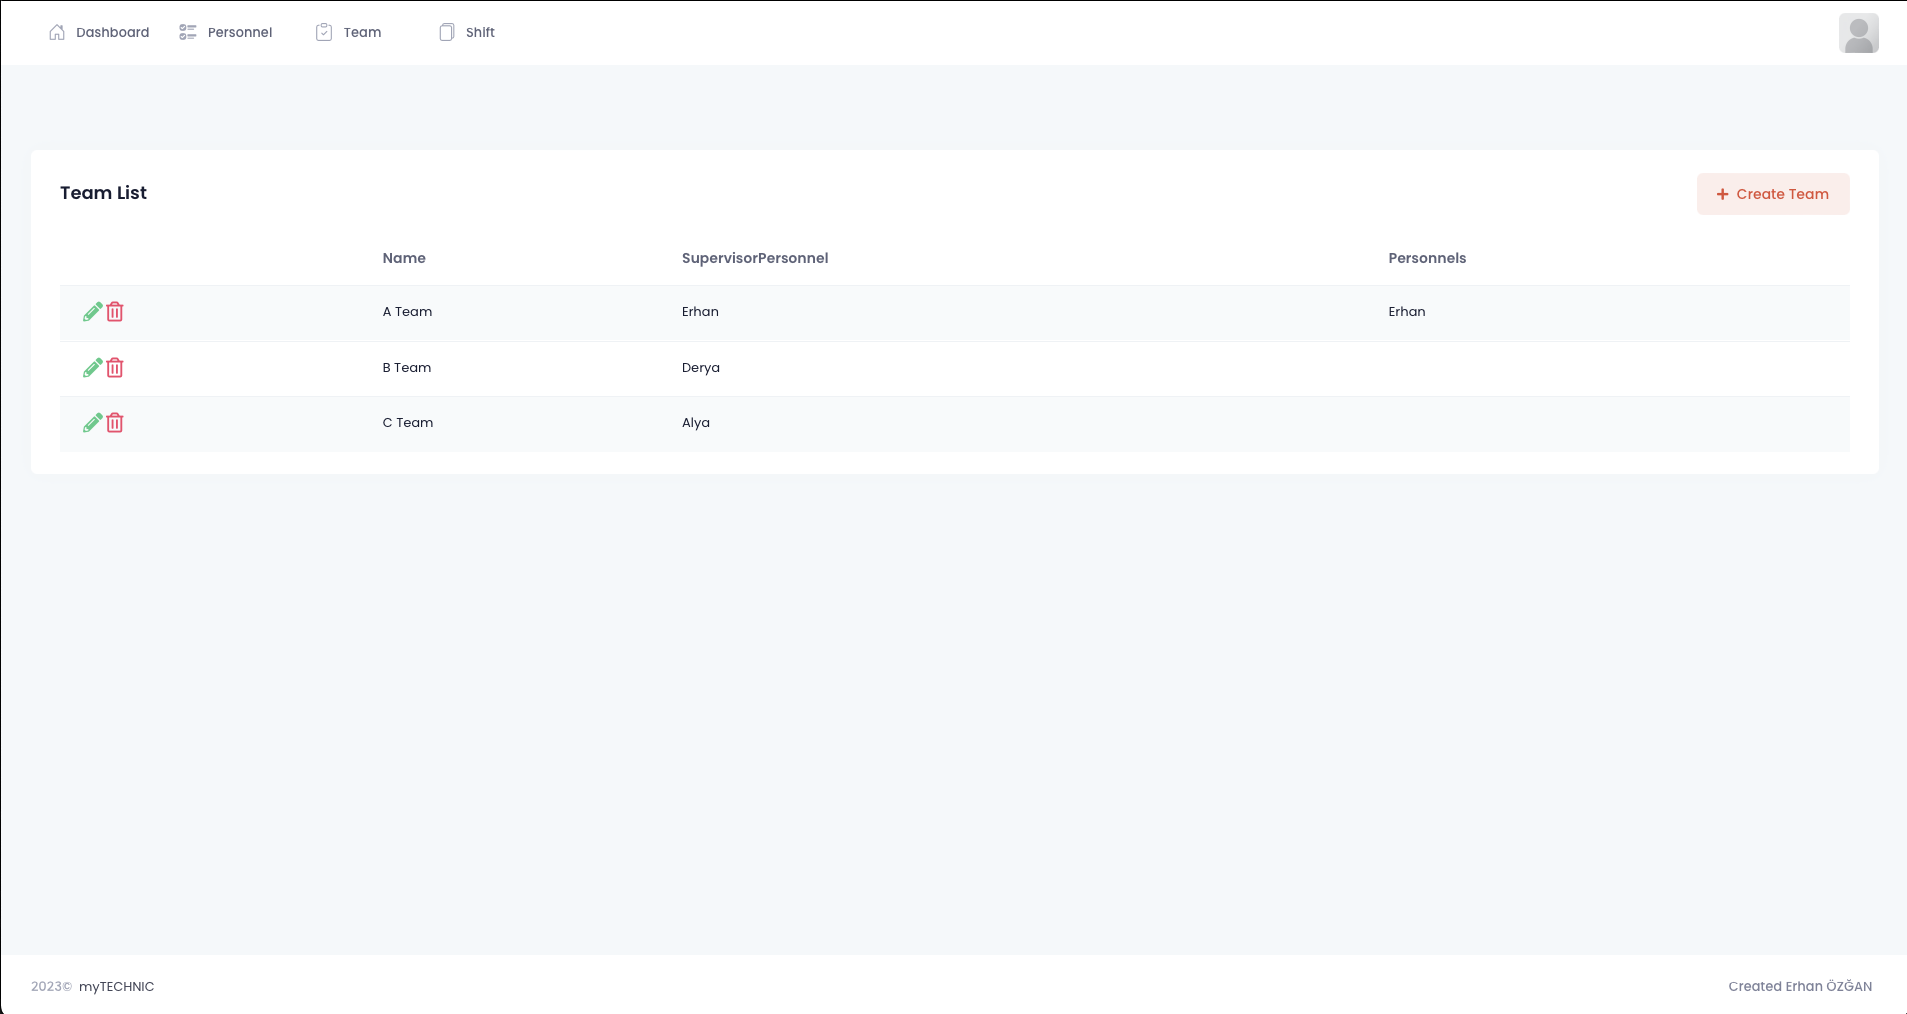 Dashboard Personnel Team Shift
Team List
Create Team
Name SupervisorPersonnel Personnels
A Team Erhan Erhan
B Team Derya
C Team Alya
2023© myTECHNIC
Created Erhan ÖZĞAN